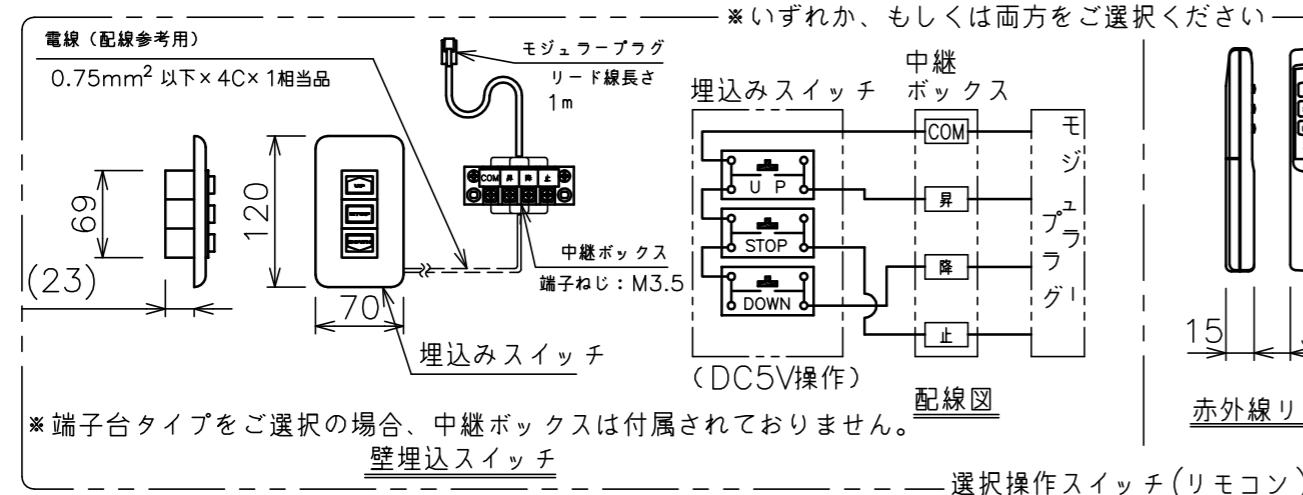 ※いずれか、もしくは両方をご選択ください
電線（配線参考用）
0.75mm² 以下×4C×1相当品
モジュラープラグ
リード線長さ
1m
69
(23)
120
70
COM 昇 降 止
中継ボックス
端子ねじ：M3.5
埋込みスイッチ
埋込みスイッチ
中継
ボックス
COM
昇
降
止
UP
STOP
DOWN
モジュラープラグ
(DC5V操作)
配線図
15
赤外線リ
※端子台タイプをご選択の場合、中継ボックスは付属されておりません。
壁埋込スイッチ
選択操作スイッチ(リモコン)